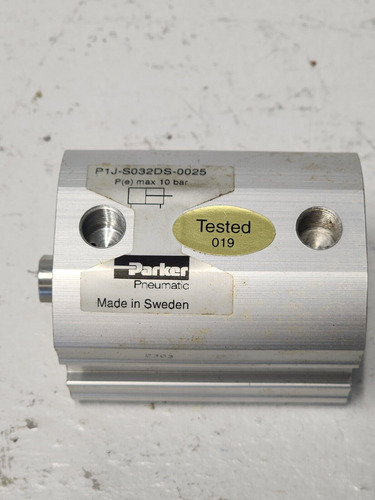 P1J-S032DS-0025
P(e) max 10 bar
Tested
019
Parker
Pneumatic
Made in Sweden